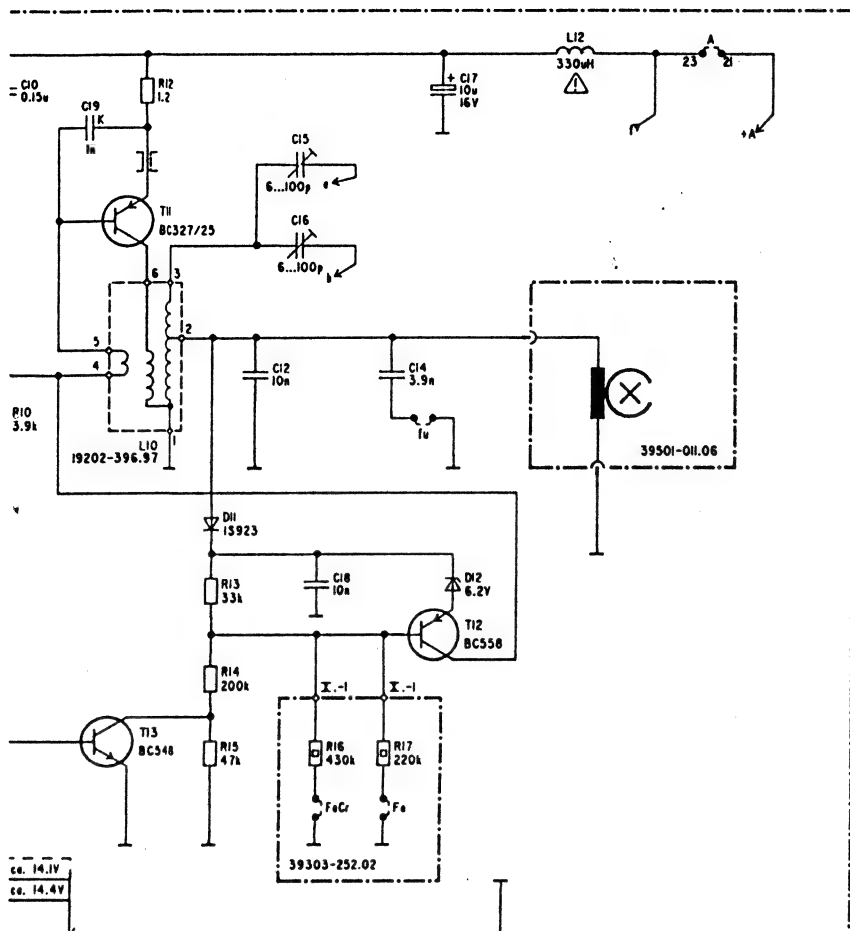 L12
330uH
A
23 21
+A
+ C17
10u
16V
C10
0.15u
R12
1.2
C19
K
1n
C15
6...100p
a
C16
6...100p
b
T11
BC327/25
6 3
2
5
4
1
R10
3.9k
L10
19202-396.97
C12
10n
C14
3.9n
fu
39501-011.06
D11
1S923
R13
33k
C18
10n
D12
6.2V
T12
BC558
R14
200k
X.-1 X.-1
T13
BC548
R15
47k
R16
430k
R17
220k
FeCr
Fe
39303-252.02
ca. 14.1V
ca. 14.4V